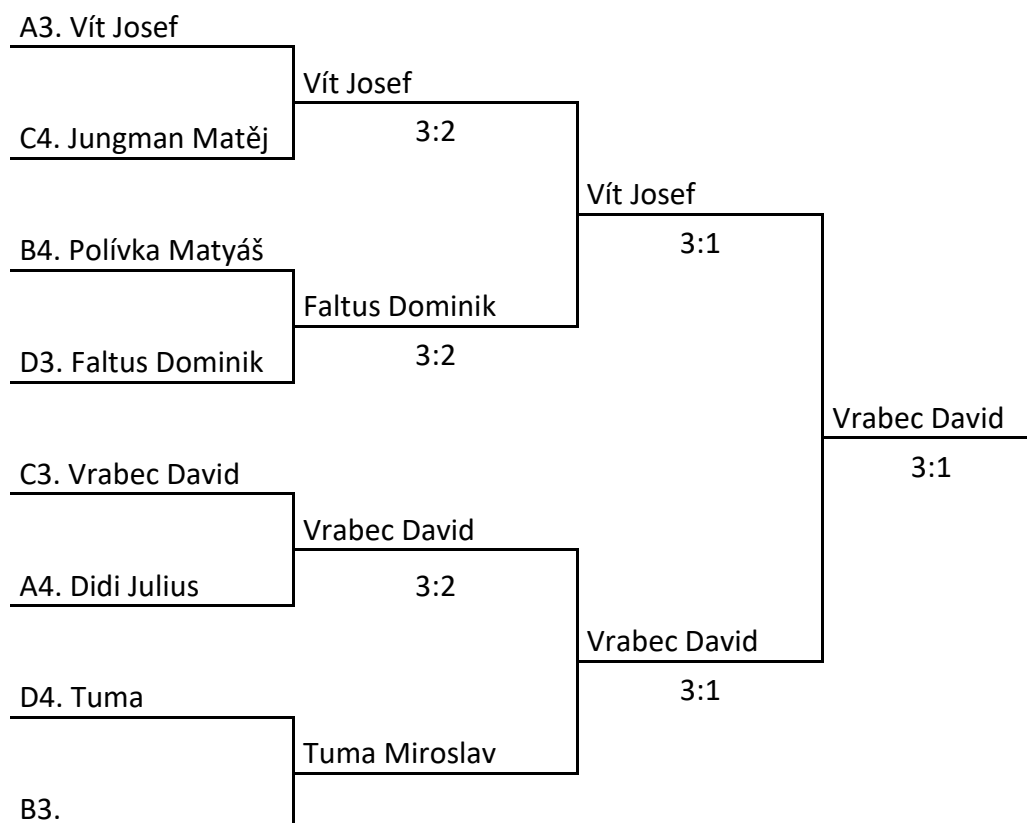 A3. Vít Josef
Vít Josef
C4. Jungman Matěj
3:2
Vít Josef
B4. Polívka Matyáš
3:1
Faltus Dominik
D3. Faltus Dominik
3:2
Vrabec David
C3. Vrabec David
3:1
Vrabec David
A4. Didi Julius
3:2
Vrabec David
D4. Tuma
3:1
Tuma Miroslav
B3.